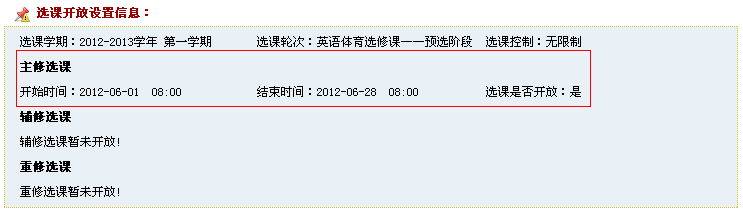 选课开放设置信息：
选课学期：2012-2013学年 第一学期 选课轮次：英语体育选修课——预选阶段 选课控制：无限制
主修选课
开始时间：2012-06-01 08:00 结束时间：2012-06-28 08:00 选课是否开放：是
辅修选课
辅修选课暂未开放!
重修选课
重修选课暂未开放!